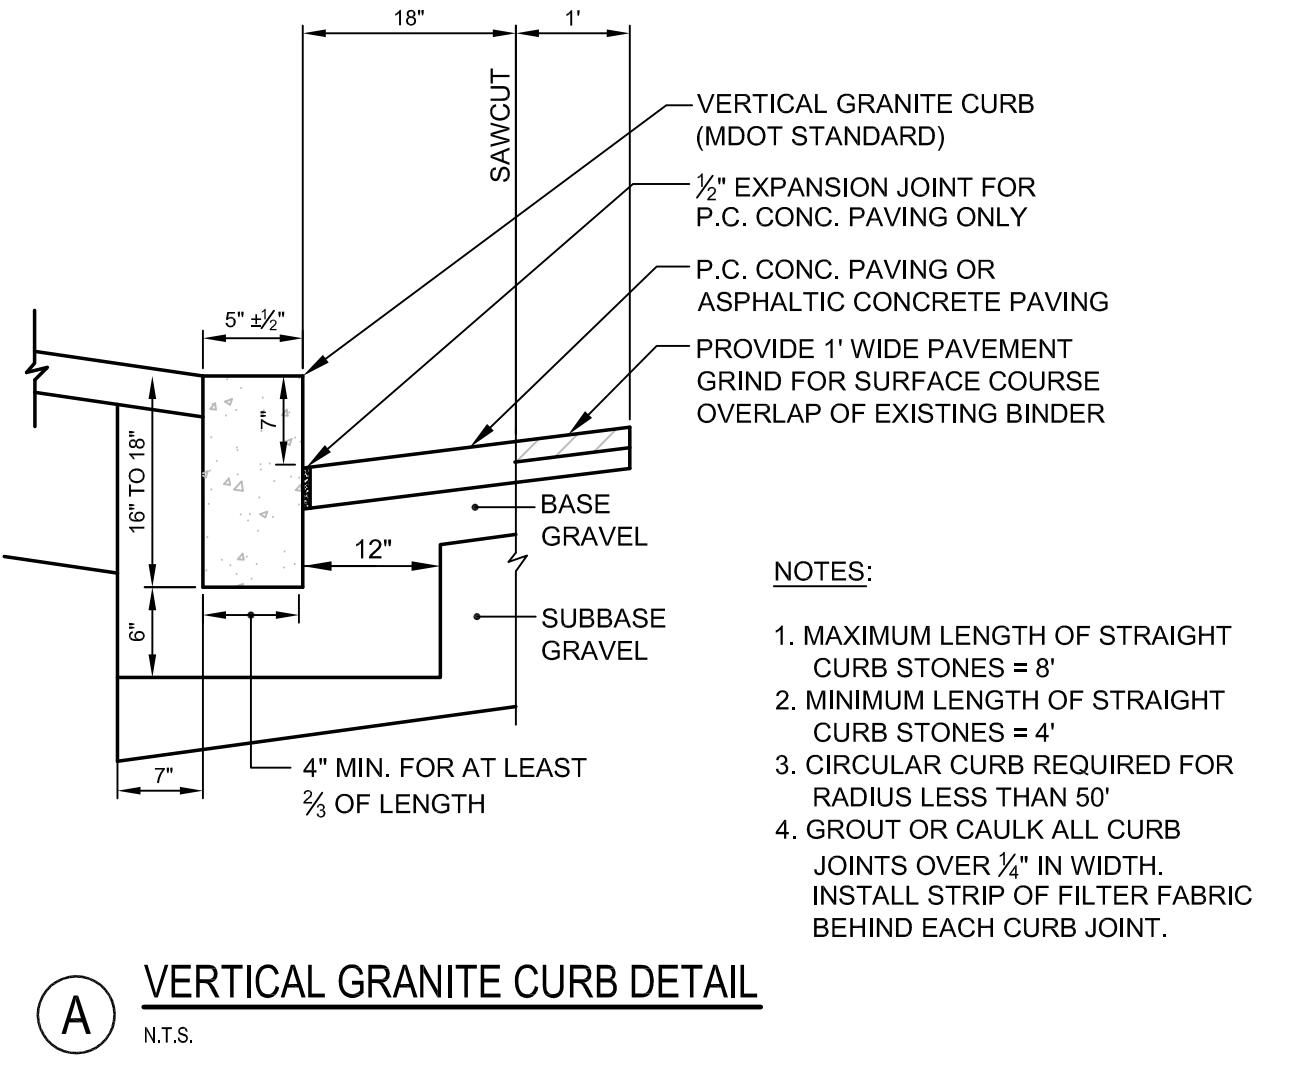 18"
1'
SAWCUT
VERTICAL GRANITE CURB
(MDOT STANDARD)
½" EXPANSION JOINT FOR
P.C. CONC. PAVING ONLY
P.C. CONC. PAVING OR
ASPHALTIC CONCRETE PAVING
5" ±½"
PROVIDE 1' WIDE PAVEMENT
GRIND FOR SURFACE COURSE
OVERLAP OF EXISTING BINDER
7"
16" TO 18"
BASE
GRAVEL
12"
6"
SUBBASE
GRAVEL
7"
4" MIN. FOR AT LEAST
⅔ OF LENGTH
NOTES:
1. MAXIMUM LENGTH OF STRAIGHT
CURB STONES = 8'
2. MINIMUM LENGTH OF STRAIGHT
CURB STONES = 4'
3. CIRCULAR CURB REQUIRED FOR
RADIUS LESS THAN 50'
4. GROUT OR CAULK ALL CURB
JOINTS OVER ¼" IN WIDTH.
INSTALL STRIP OF FILTER FABRIC
BEHIND EACH CURB JOINT.
A
VERTICAL GRANITE CURB DETAIL
N.T.S.